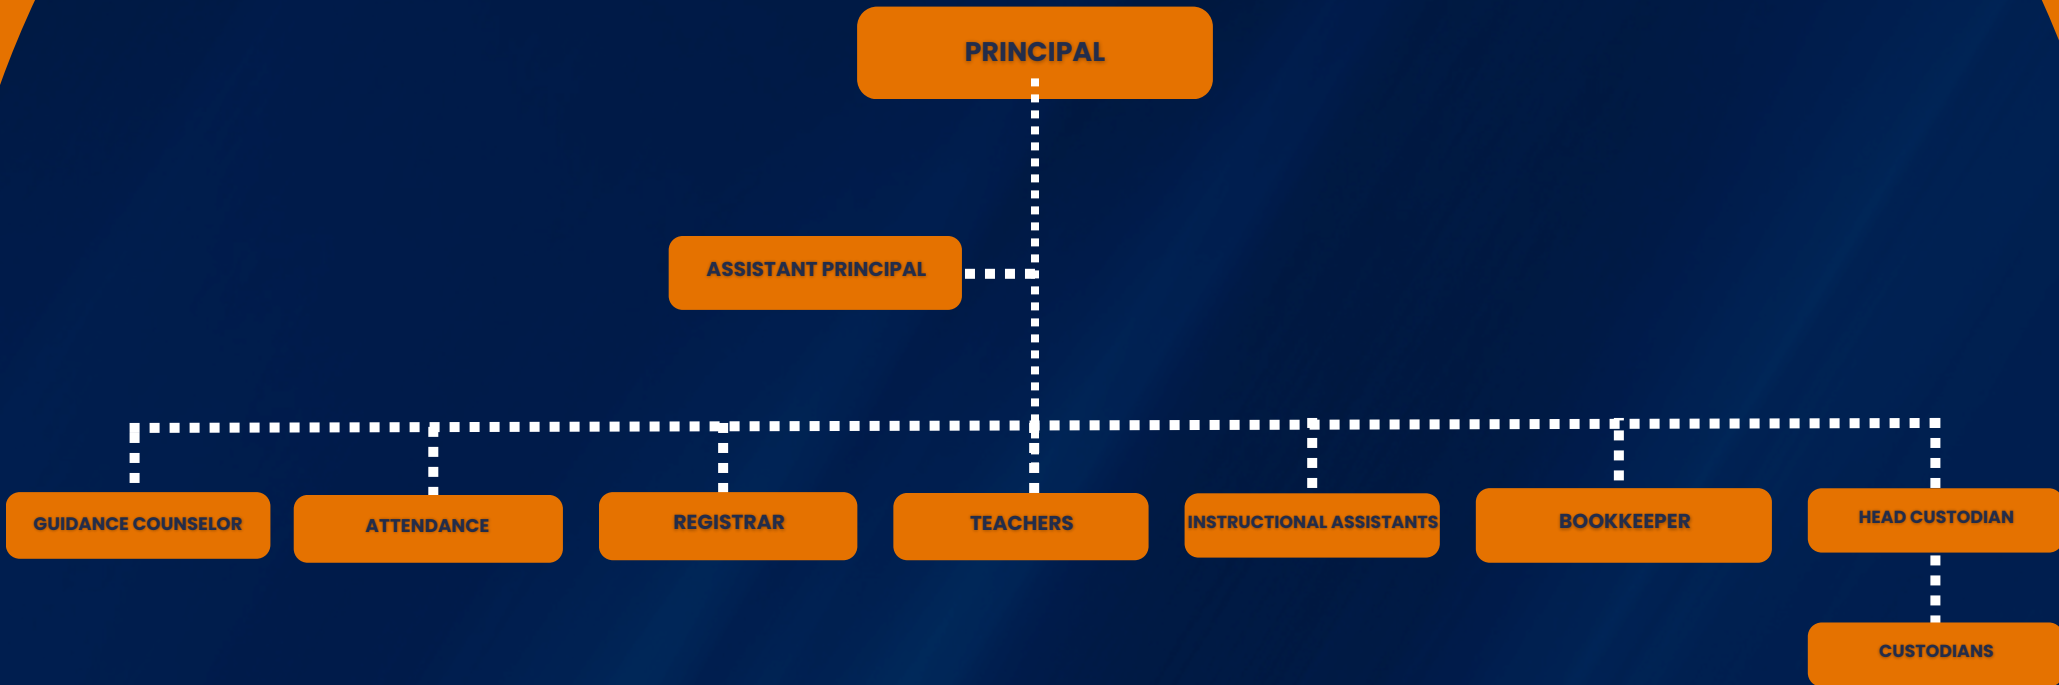 PRINCIPAL
ASSISTANT PRINCIPAL
GUIDANCE COUNSELOR
ATTENDANCE
REGISTRAR
TEACHERS
INSTRUCTIONAL ASSISTANTS
BOOKKEEPER
HEAD CUSTODIAN
CUSTODIANS